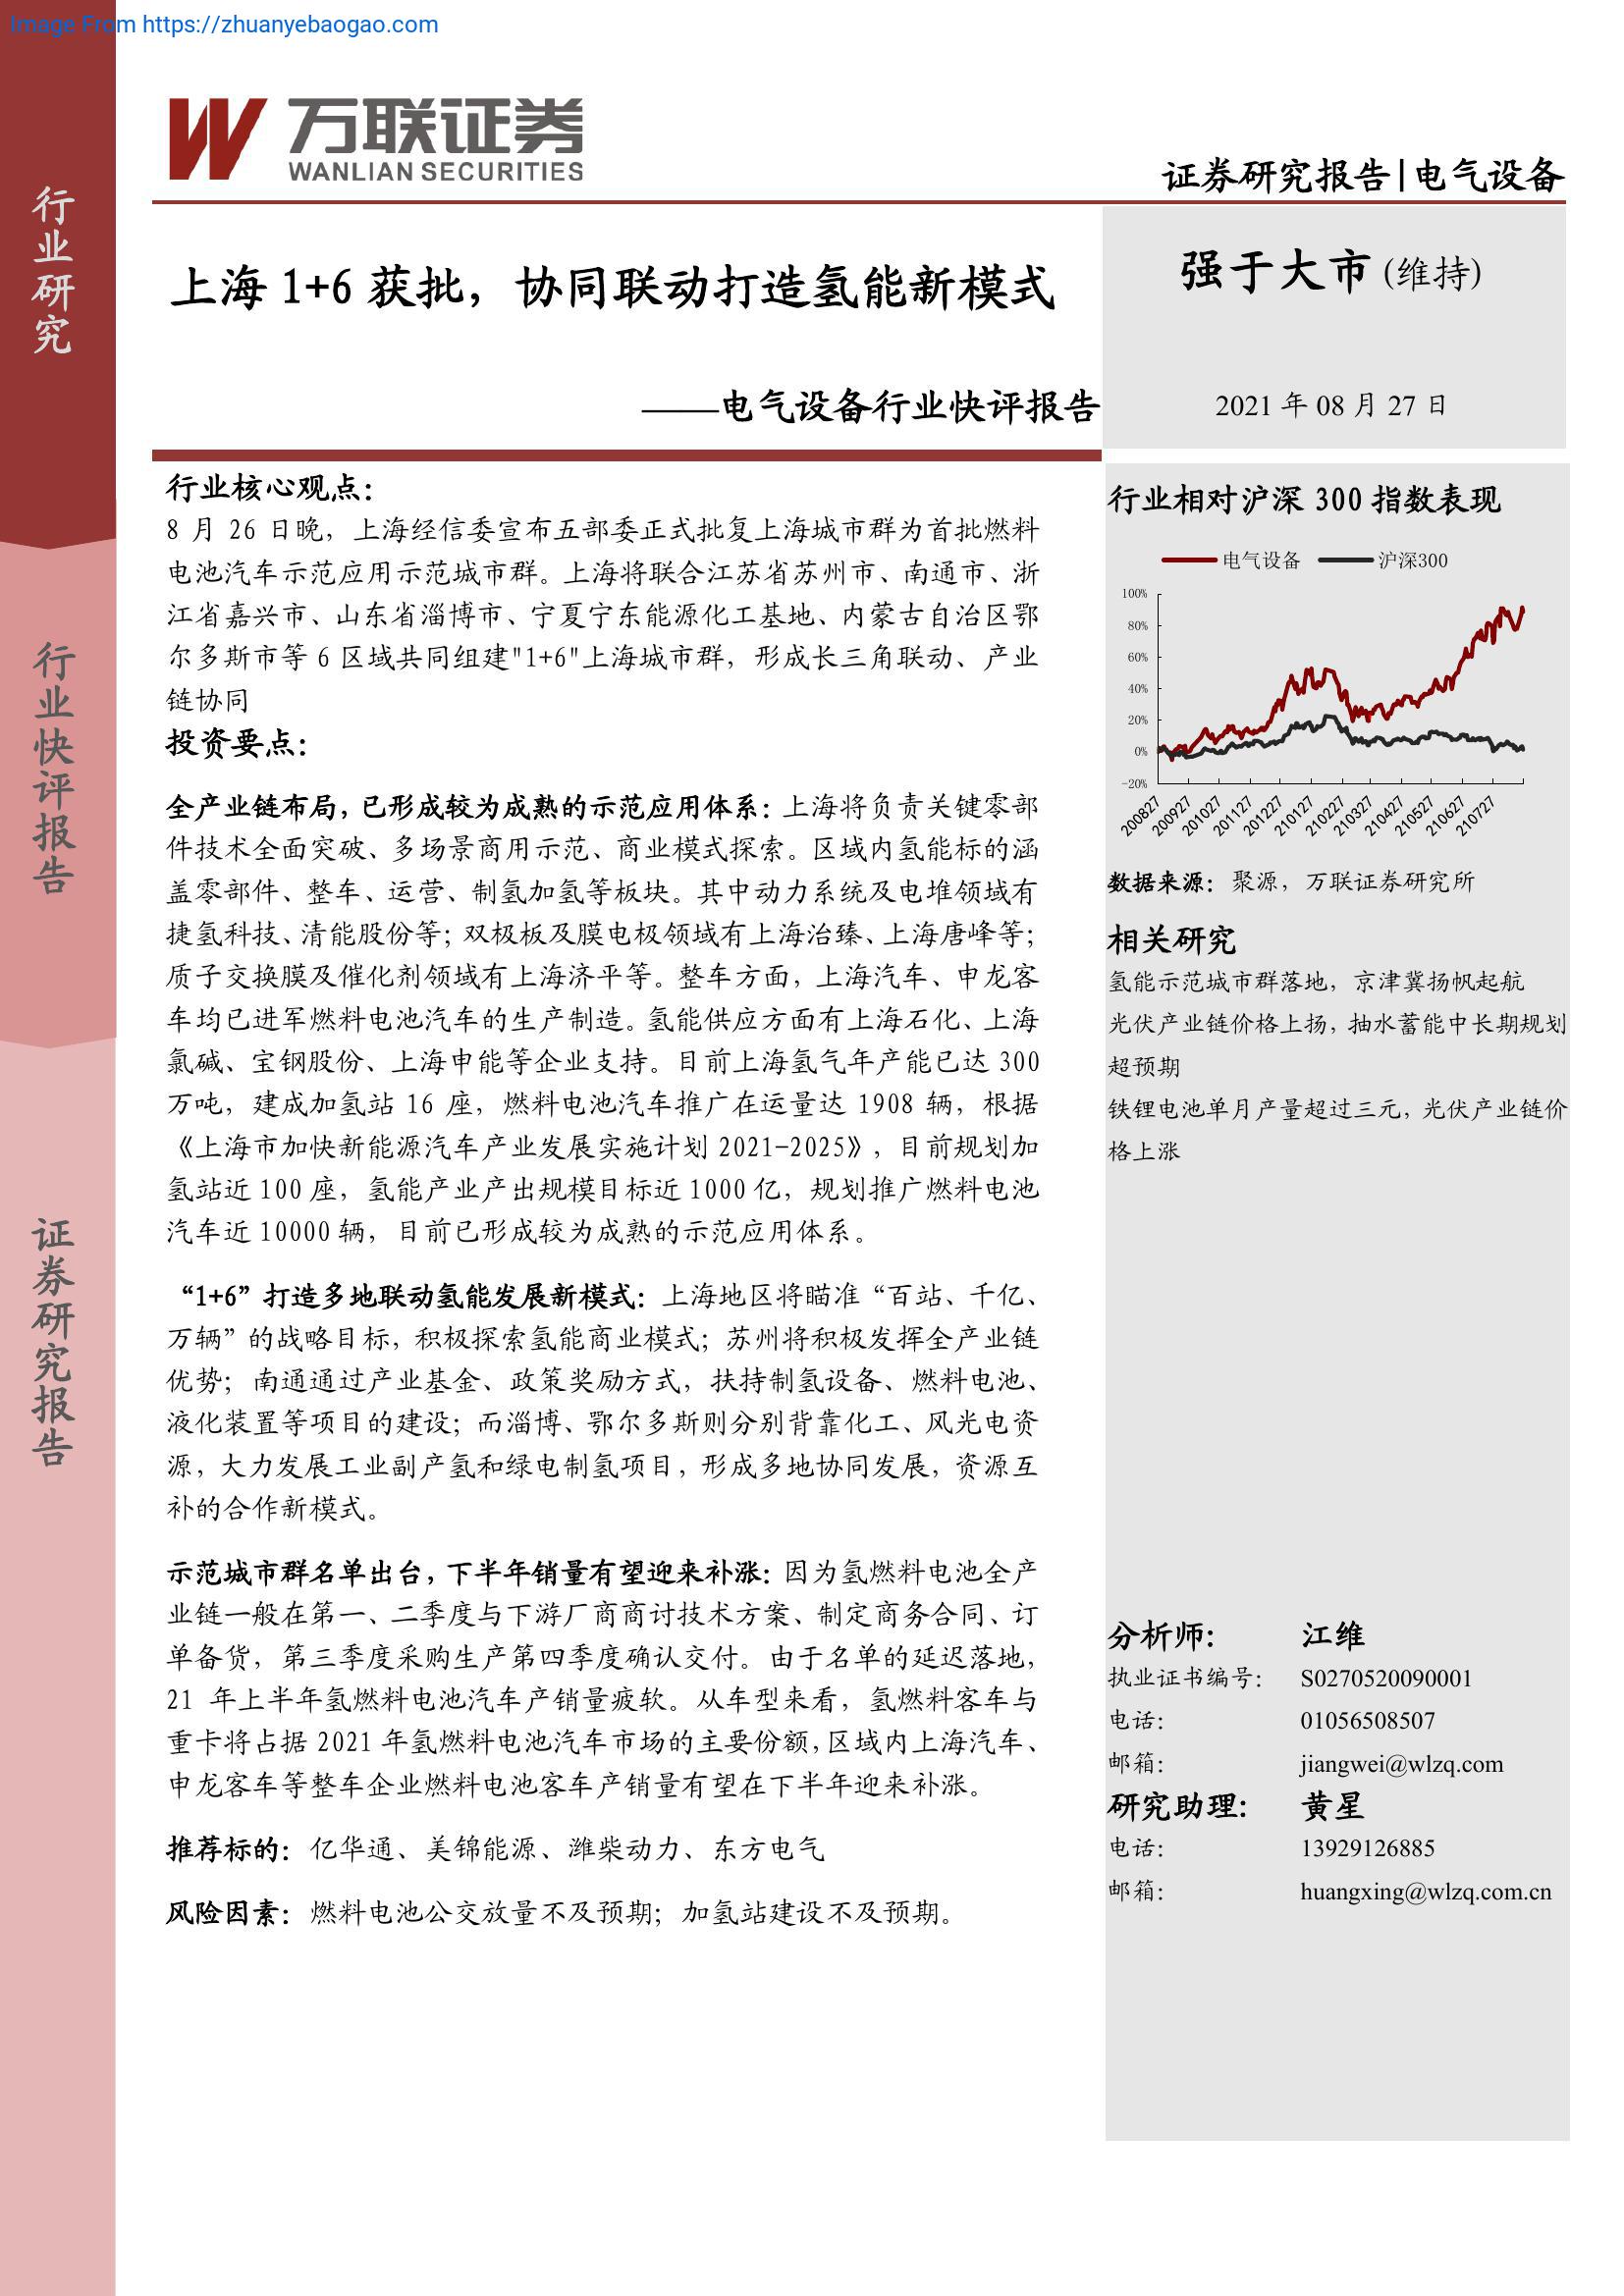 Image From https://zhuanyebaogao.com
万联证券
WANLIAN SECURITIES
证券研究报告|电气设备
行业研究
行业快评报告
证券研究报告
上海 1+6 获批，协同联动打造氢能新模式
——电气设备行业快评报告
强于大市(维持)
2021 年 08 月 27 日
行业核心观点：
8 月 26 日晚，上海经信委宣布五部委正式批复上海城市群为首批燃料
电池汽车示范应用示范城市群。上海将联合江苏省苏州市、南通市、浙
江省嘉兴市、山东省淄博市、宁夏宁东能源化工基地、内蒙古自治区鄂
尔多斯市等 6 区域共同组建"1+6"上海城市群，形成长三角联动、产业
链协同
投资要点：
全产业链布局，已形成较为成熟的示范应用体系：上海将负责关键零部
件技术全面突破、多场景商用示范、商业模式探索。区域内氢能标的涵
盖零部件、整车、运营、制氢加氢等板块。其中动力系统及电堆领域有
捷氢科技、清能股份等；双极板及膜电极领域有上海治臻、上海唐峰等；
质子交换膜及催化剂领域有上海济平等。整车方面，上海汽车、申龙客
车均已进军燃料电池汽车的生产制造。氢能供应方面有上海石化、上海
氯碱、宝钢股份、上海申能等企业支持。目前上海氢气年产能已达 300
万吨，建成加氢站 16 座，燃料电池汽车推广在运量达 1908 辆，根据
《上海市加快新能源汽车产业发展实施计划 2021-2025》，目前规划加
氢站近 100 座，氢能产业产出规模目标近 1000 亿，规划推广燃料电池
汽车近 10000 辆，目前已形成较为成熟的示范应用体系。
“1+6”打造多地联动氢能发展新模式：上海地区将瞄准“百站、千亿、
万辆”的战略目标，积极探索氢能商业模式；苏州将积极发挥全产业链
优势；南通通过产业基金、政策奖励方式，扶持制氢设备、燃料电池、
液化装置等项目的建设；而淄博、鄂尔多斯则分别背靠化工、风光电资
源，大力发展工业副产氢和绿电制氢项目，形成多地协同发展，资源互
补的合作新模式。
示范城市群名单出台，下半年销量有望迎来补涨：因为氢燃料电池全产
业链一般在第一、二季度与下游厂商商讨技术方案、制定商务合同、订
单备货，第三季度采购生产第四季度确认交付。由于名单的延迟落地，
21 年上半年氢燃料电池汽车产销量疲软。从车型来看，氢燃料客车与
重卡将占据 2021 年氢燃料电池汽车市场的主要份额，区域内上海汽车、
申龙客车等整车企业燃料电池客车产销量有望在下半年迎来补涨。
推荐标的：亿华通、美锦能源、潍柴动力、东方电气
风险因素：燃料电池公交放量不及预期；加氢站建设不及预期。
行业相对沪深 300 指数表现
电气设备 沪深300
100%
80%
60%
40%
20%
0%
-20%
200827 200927 201027 201127 201227 210127 210227 210327 210427 210527 210627 210727
数据来源：聚源，万联证券研究所
相关研究
氢能示范城市群落地，京津冀扬帆起航
光伏产业链价格上扬，抽水蓄能中长期规划
超预期
铁锂电池单月产量超过三元，光伏产业链价
格上涨
分析师： 江维
执业证书编号： S0270520090001
电话： 01056508507
邮箱： jiangwei@wlzq.com
研究助理： 黄星
电话： 13929126885
邮箱： huangxing@wlzq.com.cn